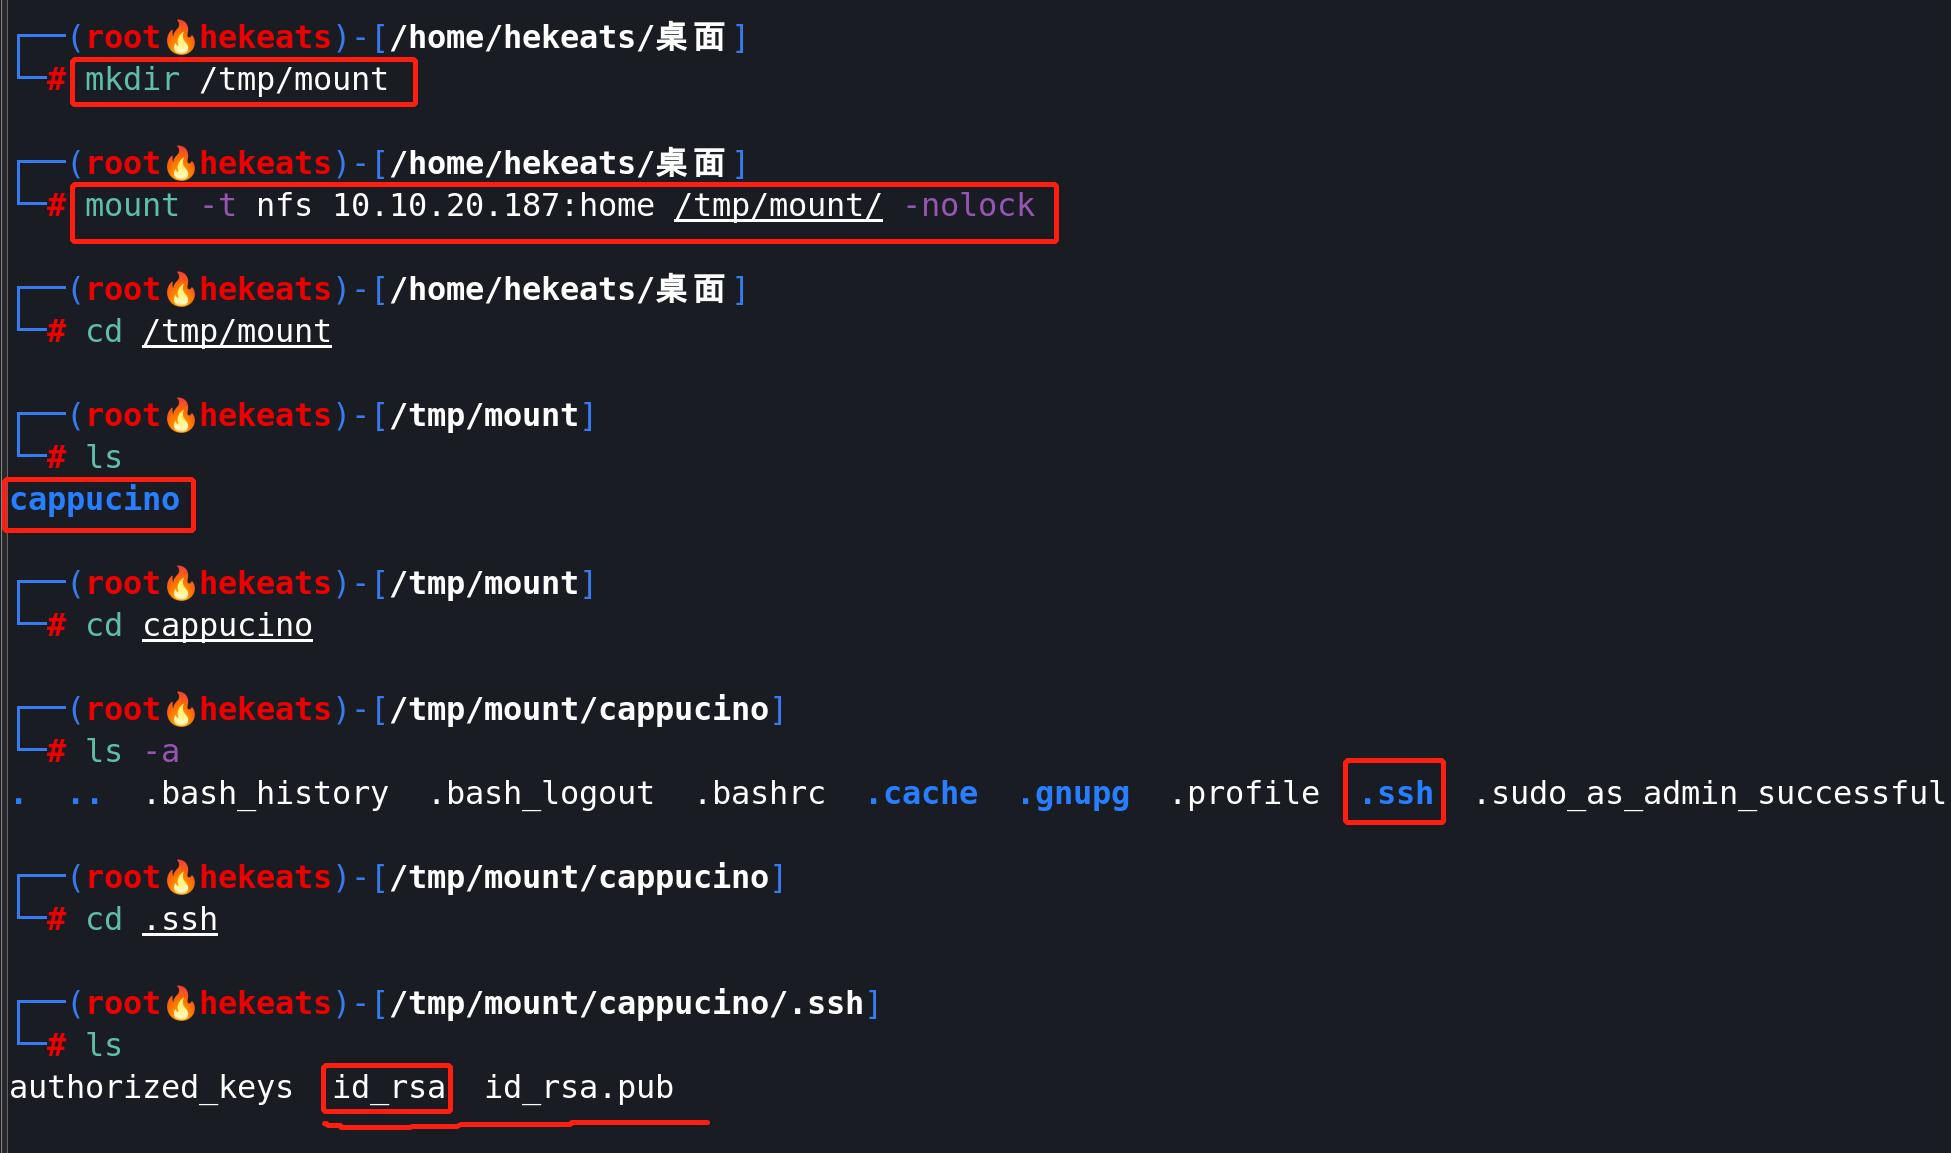 (root🔥hekeats)-[/home/hekeats/桌面]
# mkdir /tmp/mount
(root🔥hekeats)-[/home/hekeats/桌面]
# mount -t nfs 10.10.20.187:home /tmp/mount/ -nolock
(root🔥hekeats)-[/home/hekeats/桌面]
# cd /tmp/mount
(root🔥hekeats)-[/tmp/mount]
# ls
cappucino
(root🔥hekeats)-[/tmp/mount]
# cd cappucino
(root🔥hekeats)-[/tmp/mount/cappucino]
# ls -a
.  ..  .bash_history  .bash_logout  .bashrc  .cache  .gnupg  .profile  .ssh  .sudo_as_admin_successful
(root🔥hekeats)-[/tmp/mount/cappucino]
# cd .ssh
(root🔥hekeats)-[/tmp/mount/cappucino/.ssh]
# ls
authorized_keys  id_rsa  id_rsa.pub